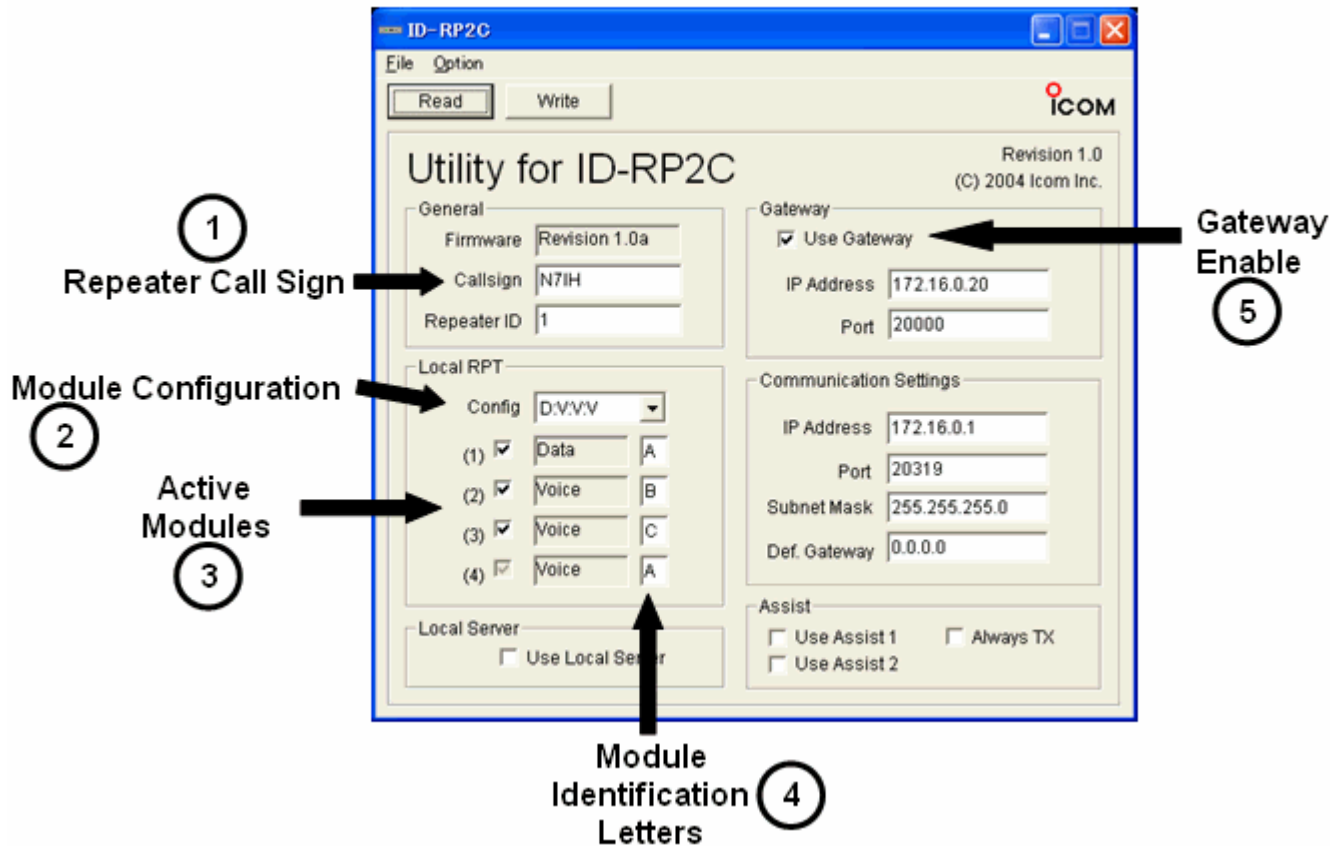 ID-RP2C
File Option
Read Write
ICOM
Utility for ID-RP2C
Revision 1.0
(C) 2004 Icom Inc.
General
Firmware Revision 1.0a
Callsign N7IH
Repeater ID 1
Local RPT
Config D:V:V:V
(1) Data A
(2) Voice B
(3) Voice C
(4) Voice A
Local Server
Use Local Server
Gateway
Use Gateway
IP Address 172.16.0.20
Port 20000
Communication Settings
IP Address 172.16.0.1
Port 20319
Subnet Mask 255.255.255.0
Def. Gateway 0.0.0.0
Assist
Use Assist 1 Always TX
Use Assist 2
1
Repeater Call Sign
Module Configuration
2
Active
Modules
3
Module
Identification
Letters
4
Gateway
Enable
5